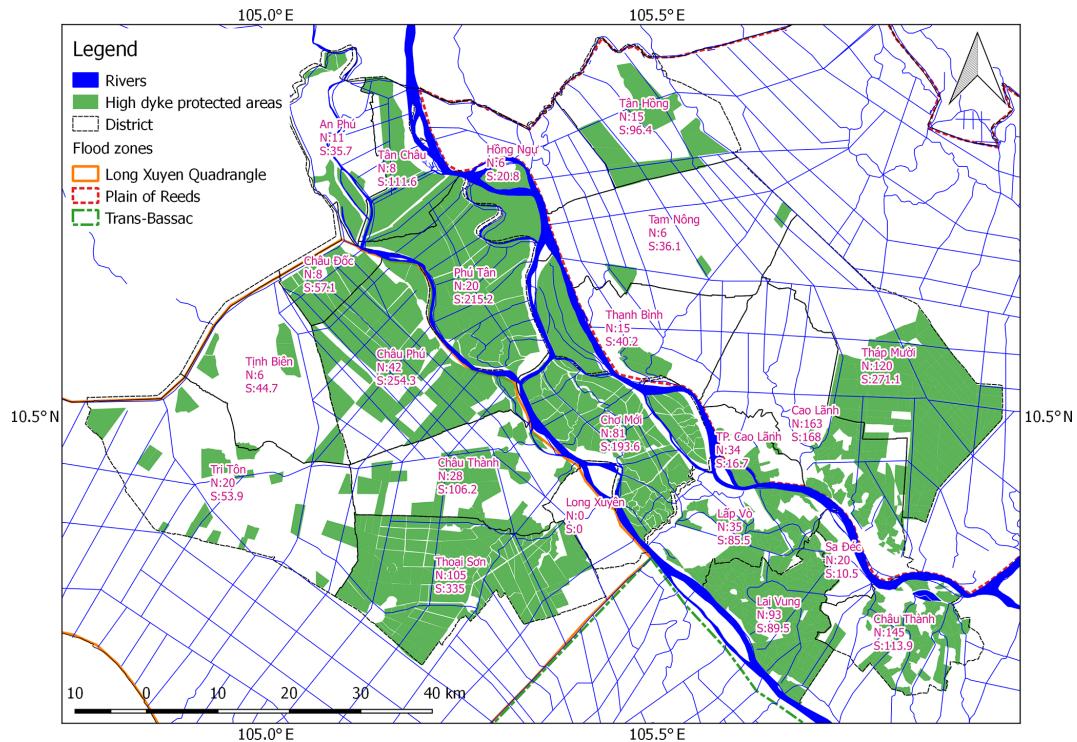 105.0°E
105.5°E
Legend
Rivers
High dyke protected areas
District
Flood zones
Long Xuyen Quadrangle
Plain of Reeds
Trans-Bassac
An Phú
N:11
S:35.7
Tân Châu
N:8
S:111.6
Hồng Ngự
N:6
S:20.8
Tân Hồng
N:15
S:96.4
Tam Nông
N:6
S:36.1
Châu Đốc
N:8
S:57.1
Phú Tân
N:20
S:215.2
Thanh Bình
N:15
S:40.2
Tịnh Biên
N:6
S:44.7
Châu Phú
N:42
S:254.3
Tháp Mười
N:120
S:271.1
10.5°N
10.5°N
Chợ Mới
N:81
S:193.6
Cao Lãnh
N:163
S:168
TP. Cao Lãnh
N:34
S:16.7
Tri Tôn
N:20
S:53.9
Châu Thành
N:28
S:106.2
Long Xuyên
N:0
S:0
Lấp Vò
N:35
S:85.5
Sa Đéc
N:20
S:10.5
Thoại Sơn
N:105
S:335
Lai Vung
N:93
S:89.5
Châu Thành
N:145
S:113.9
10
0
10
20
30
40 km
105.0°E
105.5°E